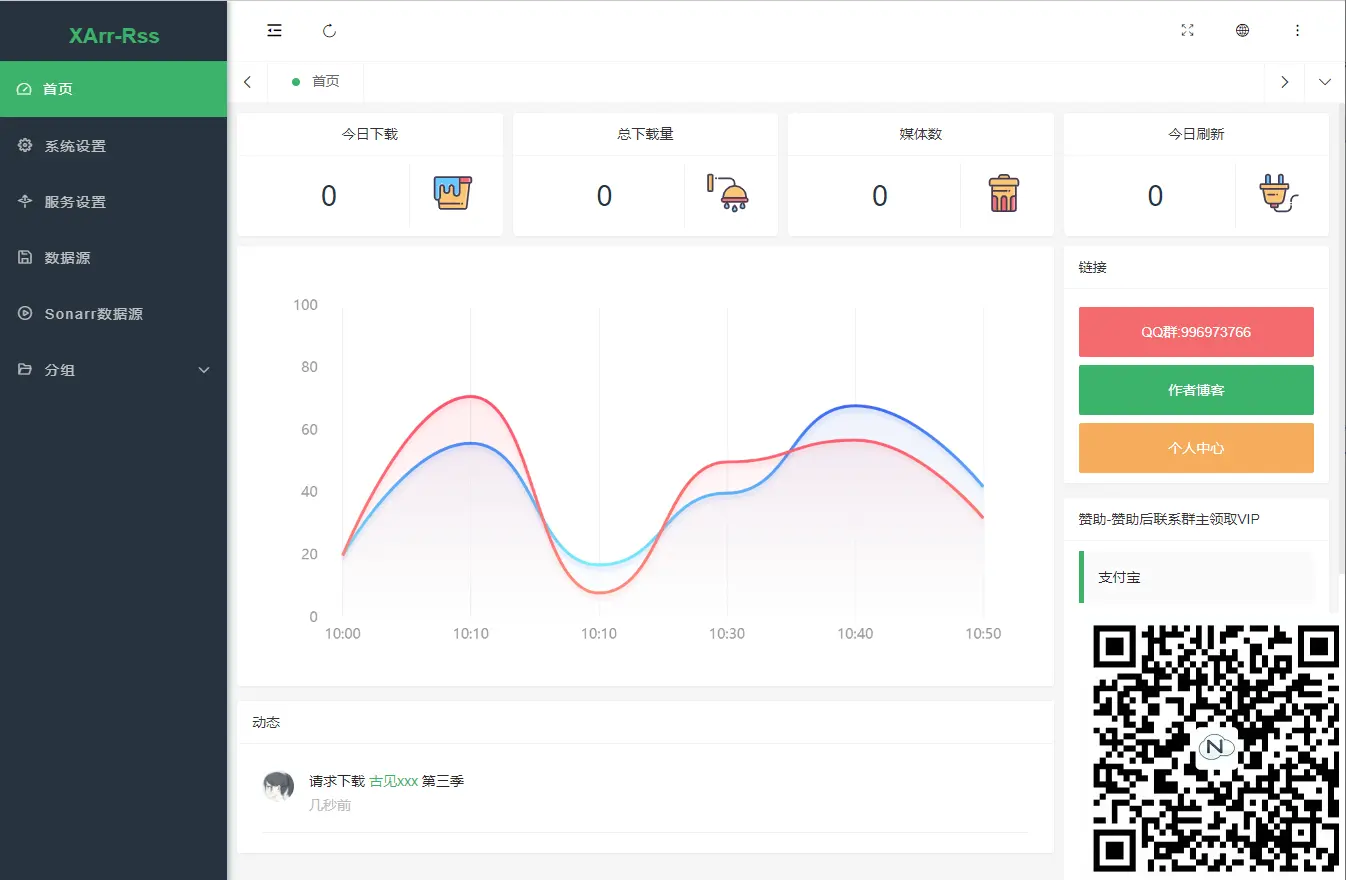 XArr-Rss
首页
系统设置
服务设置
数据源
Sonarr数据源
分组
首页
今日下载
0
总下载量
0
媒体数
0
今日刷新
0
100
80
60
40
20
0
10:00 10:10 10:10 10:30 10:40 10:50
链接
QQ群:996973766
作者博客
个人中心
赞助-赞助后联系群主领取VIP
支付宝
N
动态
请求下载 古见xxx 第三季
几秒前